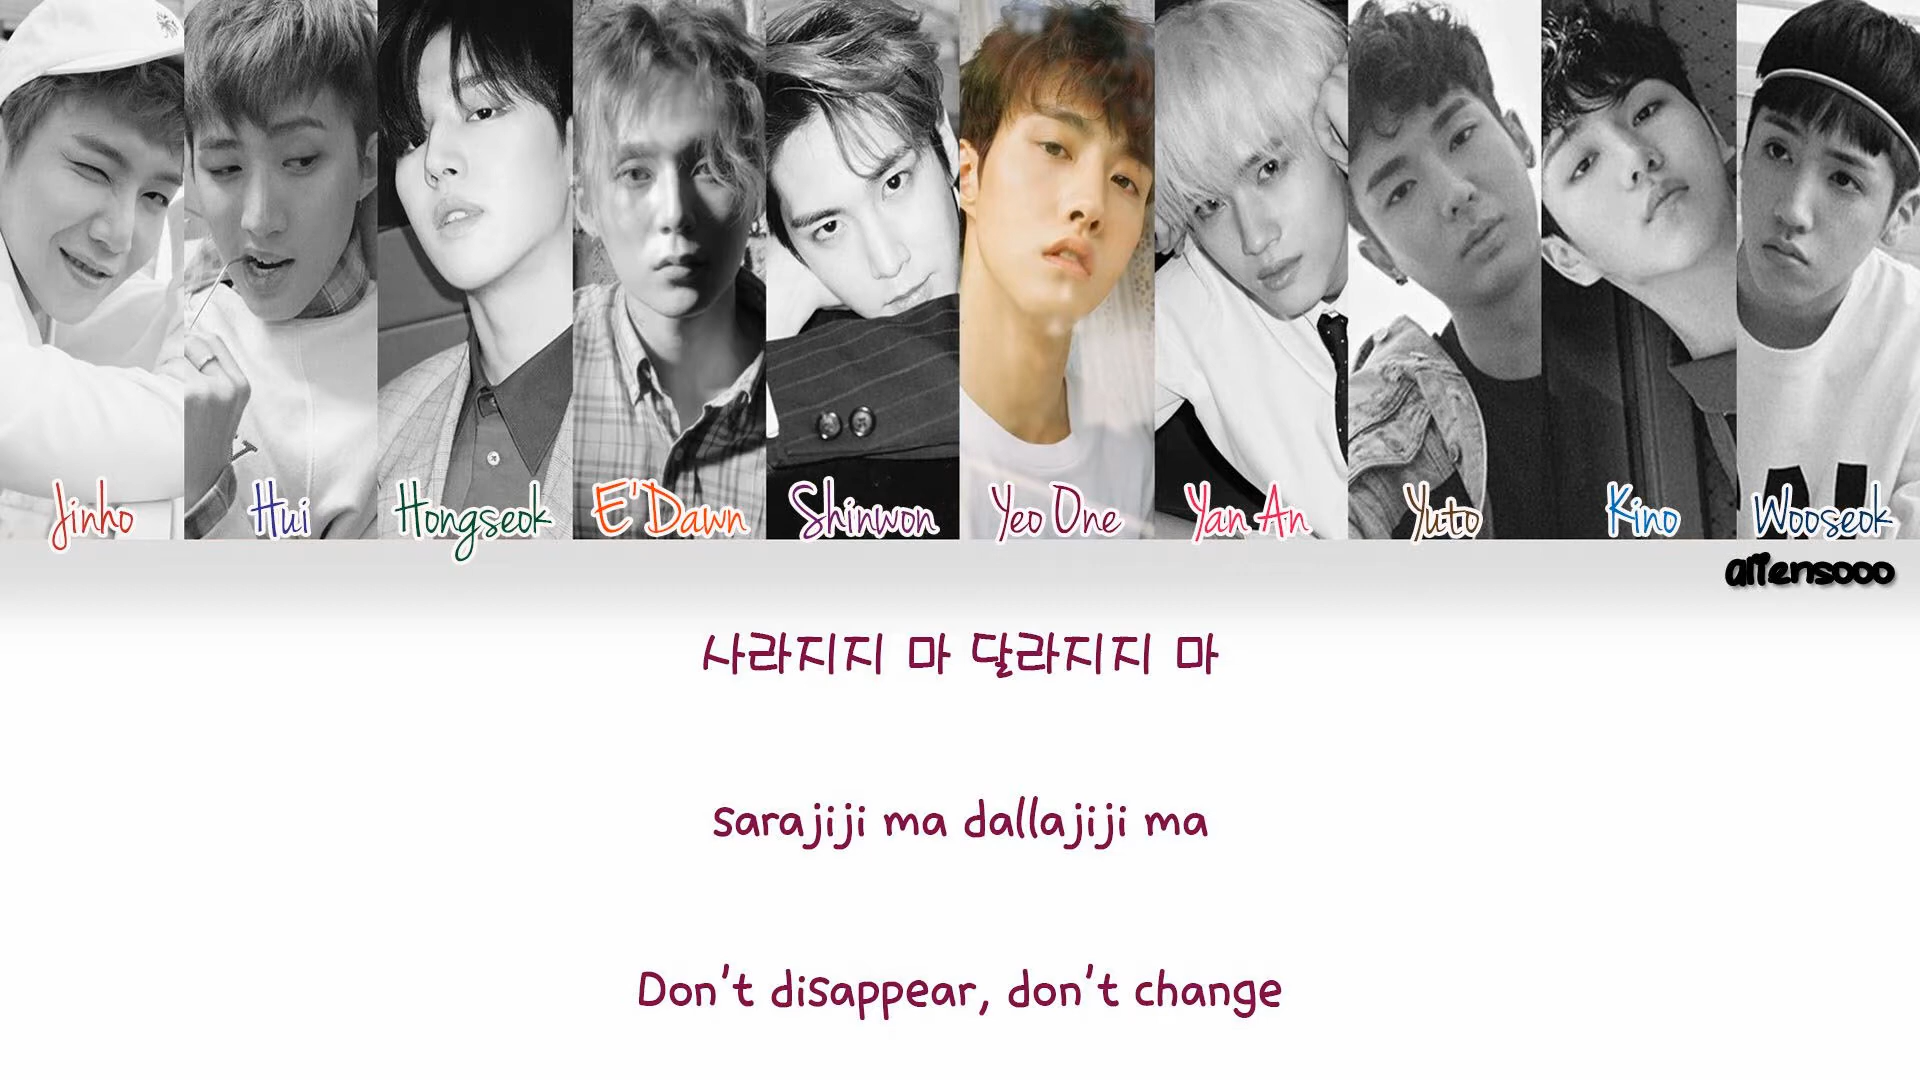 Jinho Hui Hongseok E'Dawn Shinwon Yeo One Yan An Yuto Kino Wooseok
aliensooo
사라지지 마 달라지지 마
sarajiji ma dallajiji ma
Don't disappear, don't change